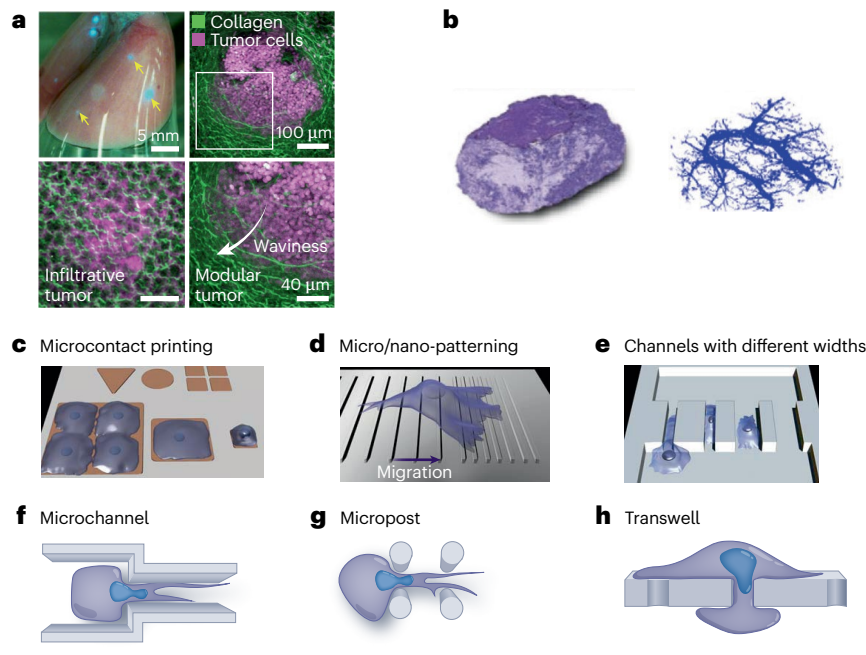 a
Collagen
Tumor cells
5 mm
100 µm
Infiltrative
tumor
Waviness
Modular
tumor
40 µm
b
c Microcontact printing
d Micro/nano-patterning
Migration
e Channels with different widths
f Microchannel
g Micropost
h Transwell